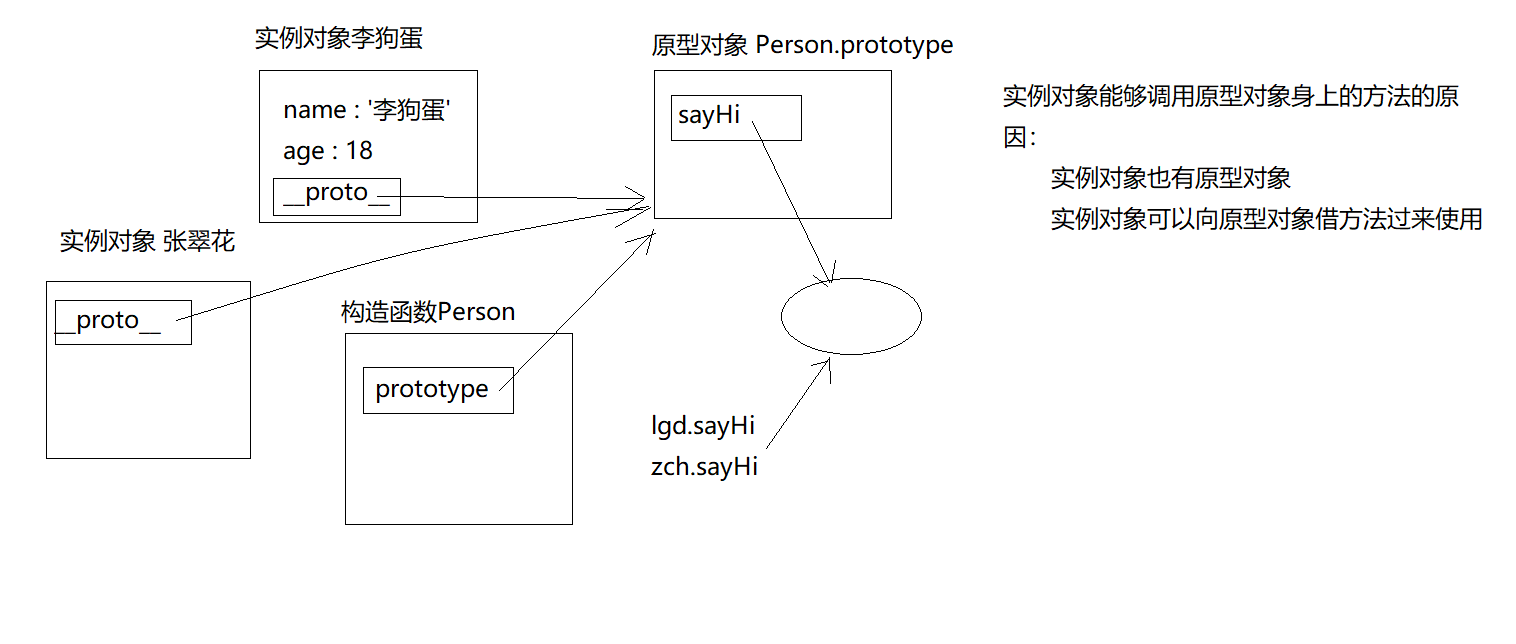 实例对象李狗蛋
name : '李狗蛋'
age : 18
__proto__
实例对象 张翠花
__proto__
构造函数Person
prototype
原型对象 Person.prototype
sayHi
lgd.sayHi
zch.sayHi
实例对象能够调用原型对象身上的方法的原
因：
实例对象也有原型对象
实例对象可以向原型对象借方法过来使用